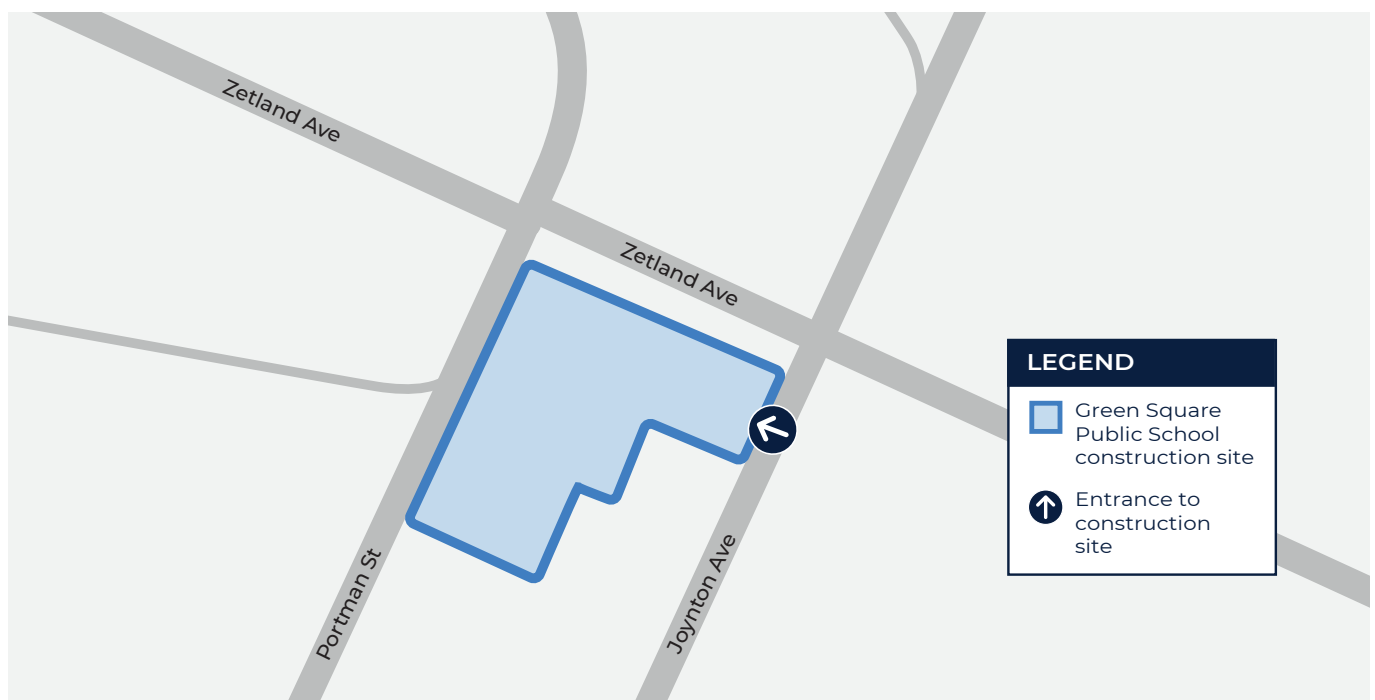 Zetland Ave
Zetland Ave
Portman St
Joynton Ave
LEGEND
Green Square
Public School
construction site
Entrance to
construction
site